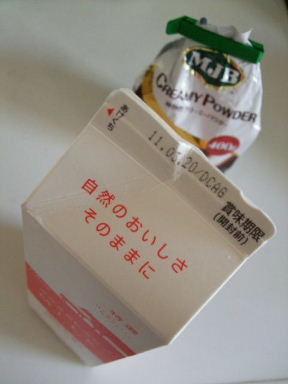 MJB
CREAMY POWDER
400g
あけくち
11.03.20/DCAG
賞味期限
(開封前)
自然のおいしさ
そのままに